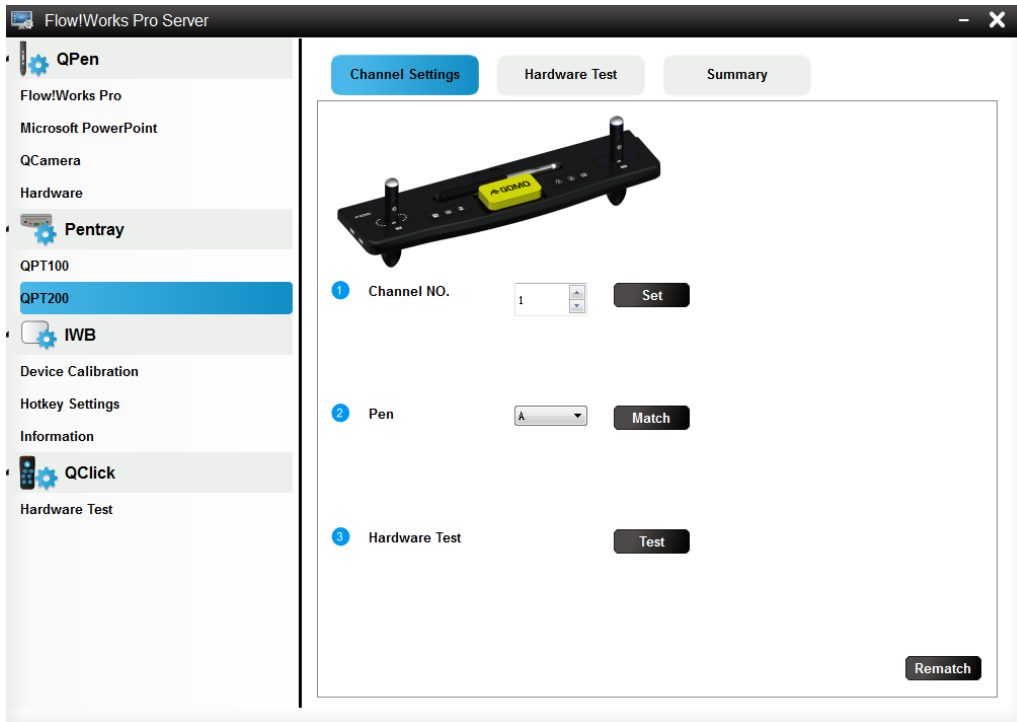 Flow!Works Pro Server
QPen
Flow!Works Pro
Microsoft PowerPoint
QCamera
Hardware
Pentray
QPT100
QPT200
IWB
Device Calibration
Hotkey Settings
Information
QClick
Hardware Test
Channel Settings
Hardware Test
Summary
QOMO
1 Channel NO.
1
Set
2 Pen
A
Match
3 Hardware Test
Test
Rematch